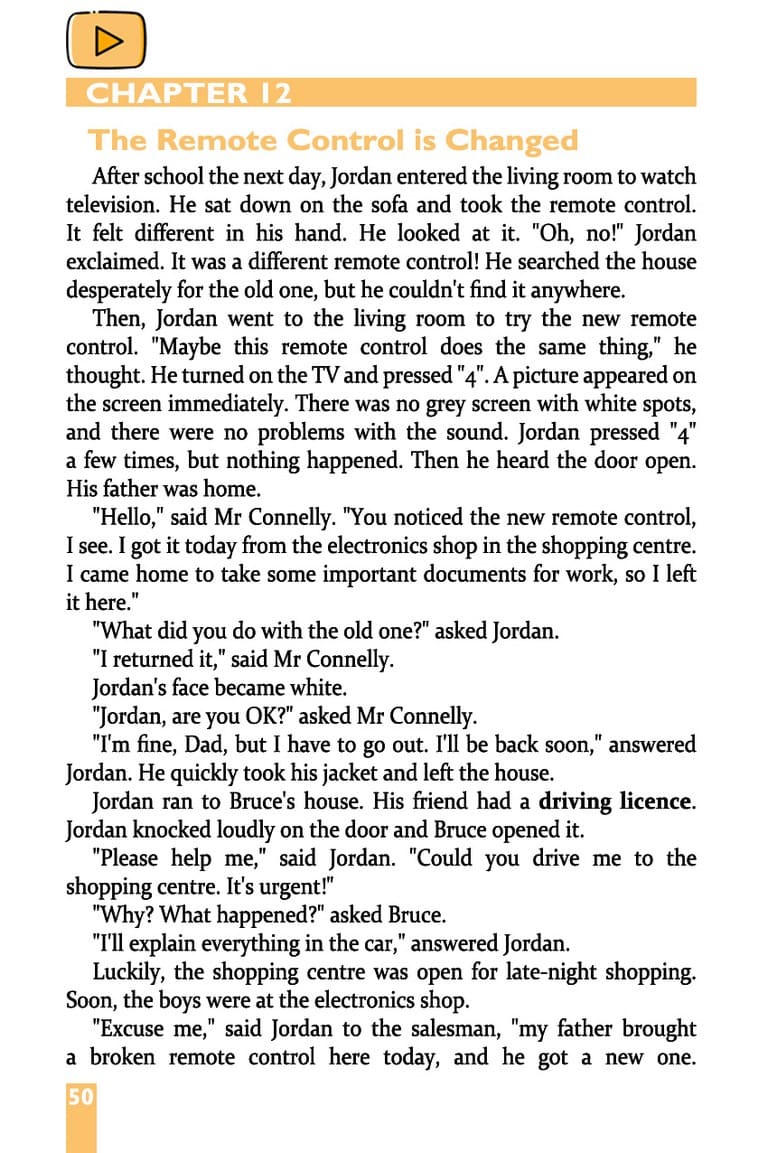 CHAPTER 12
The Remote Control is Changed
After school the next day, Jordan entered the living room to watch
television. He sat down on the sofa and took the remote control.
It felt different in his hand. He looked at it. "Oh, no!" Jordan
exclaimed. It was a different remote control! He searched the house
desperately for the old one, but he couldn't find it anywhere.
Then, Jordan went to the living room to try the new remote
control. "Maybe this remote control does the same thing," he
thought. He turned on the TV and pressed "4". A picture appeared on
the screen immediately. There was no grey screen with white spots,
and there were no problems with the sound. Jordan pressed "4"
a few times, but nothing happened. Then he heard the door open.
His father was home.
"Hello," said Mr Connelly. "You noticed the new remote control,
I see. I got it today from the electronics shop in the shopping centre.
I came home to take some important documents for work, so I left
it here."
"What did you do with the old one?" asked Jordan.
"I returned it," said Mr Connelly.
Jordan's face became white.
"Jordan, are you OK?" asked Mr Connelly.
"I'm fine, Dad, but I have to go out. I'll be back soon," answered
Jordan. He quickly took his jacket and left the house.
Jordan ran to Bruce's house. His friend had a driving licence.
Jordan knocked loudly on the door and Bruce opened it.
"Please help me," said Jordan. "Could you drive me to the
shopping centre. It's urgent!"
"Why? What happened?" asked Bruce.
"I'll explain everything in the car," answered Jordan.
Luckily, the shopping centre was open for late-night shopping.
Soon, the boys were at the electronics shop.
"Excuse me," said Jordan to the salesman, "my father brought
a broken remote control here today, and he got a new one.
50